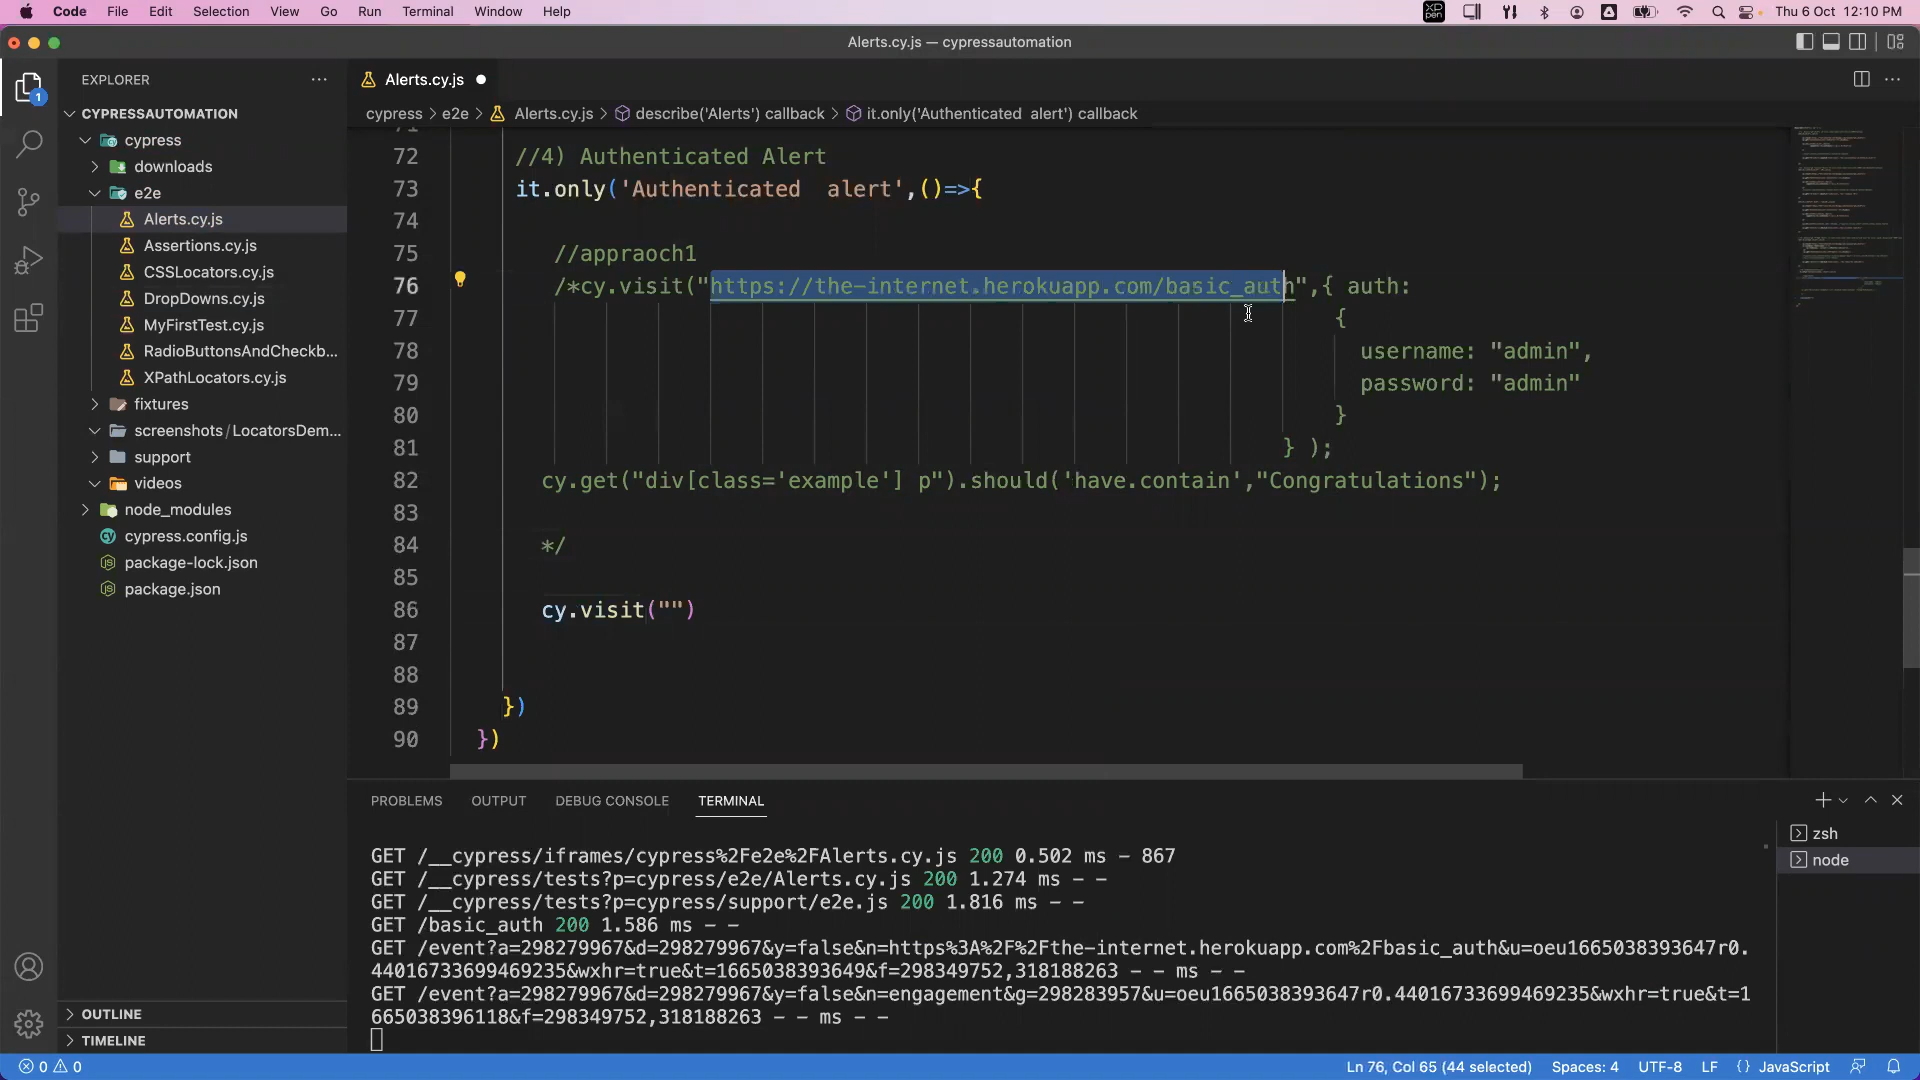 Code File Edit Selection View Go Run Terminal Window Help
XP
pen
Thu 6 Oct 12:10 PM
Alerts.cy.js — cypressautomation
1
EXPLORER
CYPRESSAUTOMATION
cypress
downloads
e2e
Alerts.cy.js
Assertions.cy.js
CSSLocators.cy.js
DropDowns.cy.js
MyFirstTest.cy.js
RadioButtonsAndCheckb...
XPathLocators.cy.js
fixtures
screenshots / LocatorsDem...
support
videos
node_modules
cypress.config.js
package-lock.json
package.json
OUTLINE
TIMELINE
Alerts.cy.js
cypress > e2e > Alerts.cy.js > describe('Alerts') callback > it.only('Authenticated alert') callback
71
72 //4) Authenticated Alert
73 it.only('Authenticated  alert',()=>{
74
75 //appraoch1
76 /*cy.visit("https://the-internet.herokuapp.com/basic_auth",{ auth:
77 {
78 username: "admin",
79 password: "admin"
80 }
81 } );
82 cy.get("div[class='example'] p").should('have.contain',"Congratulations");
83
84 */
85
86 cy.visit("")
87
88
89 })
90 })
PROBLEMS OUTPUT DEBUG CONSOLE TERMINAL
zsh
node
GET /__cypress/iframes/cypress%2Fe2e%2FAlerts.cy.js 200 0.502 ms - 867
GET /__cypress/tests?p=cypress/e2e/Alerts.cy.js 200 1.274 ms - -
GET /__cypress/tests?p=cypress/support/e2e.js 200 1.816 ms - -
GET /basic_auth 200 1.586 ms - -
GET /event?a=298279967&d=298279967&y=false&n=https%3A%2F%2Fthe-internet.herokuapp.com%2Fbasic_auth&u=oeu1665038393647r0.
44016733699469235&wxhr=true&t=1665038393649&f=298349752,318188263 - - ms - -
GET /event?a=298279967&d=298279967&y=false&n=engagement&g=298283957&u=oeu1665038393647r0.44016733699469235&wxhr=true&t=1
665038396118&f=298349752,318188263 - - ms - -
0 0
Ln 76, Col 65 (44 selected) Spaces: 4 UTF-8 LF {} JavaScript